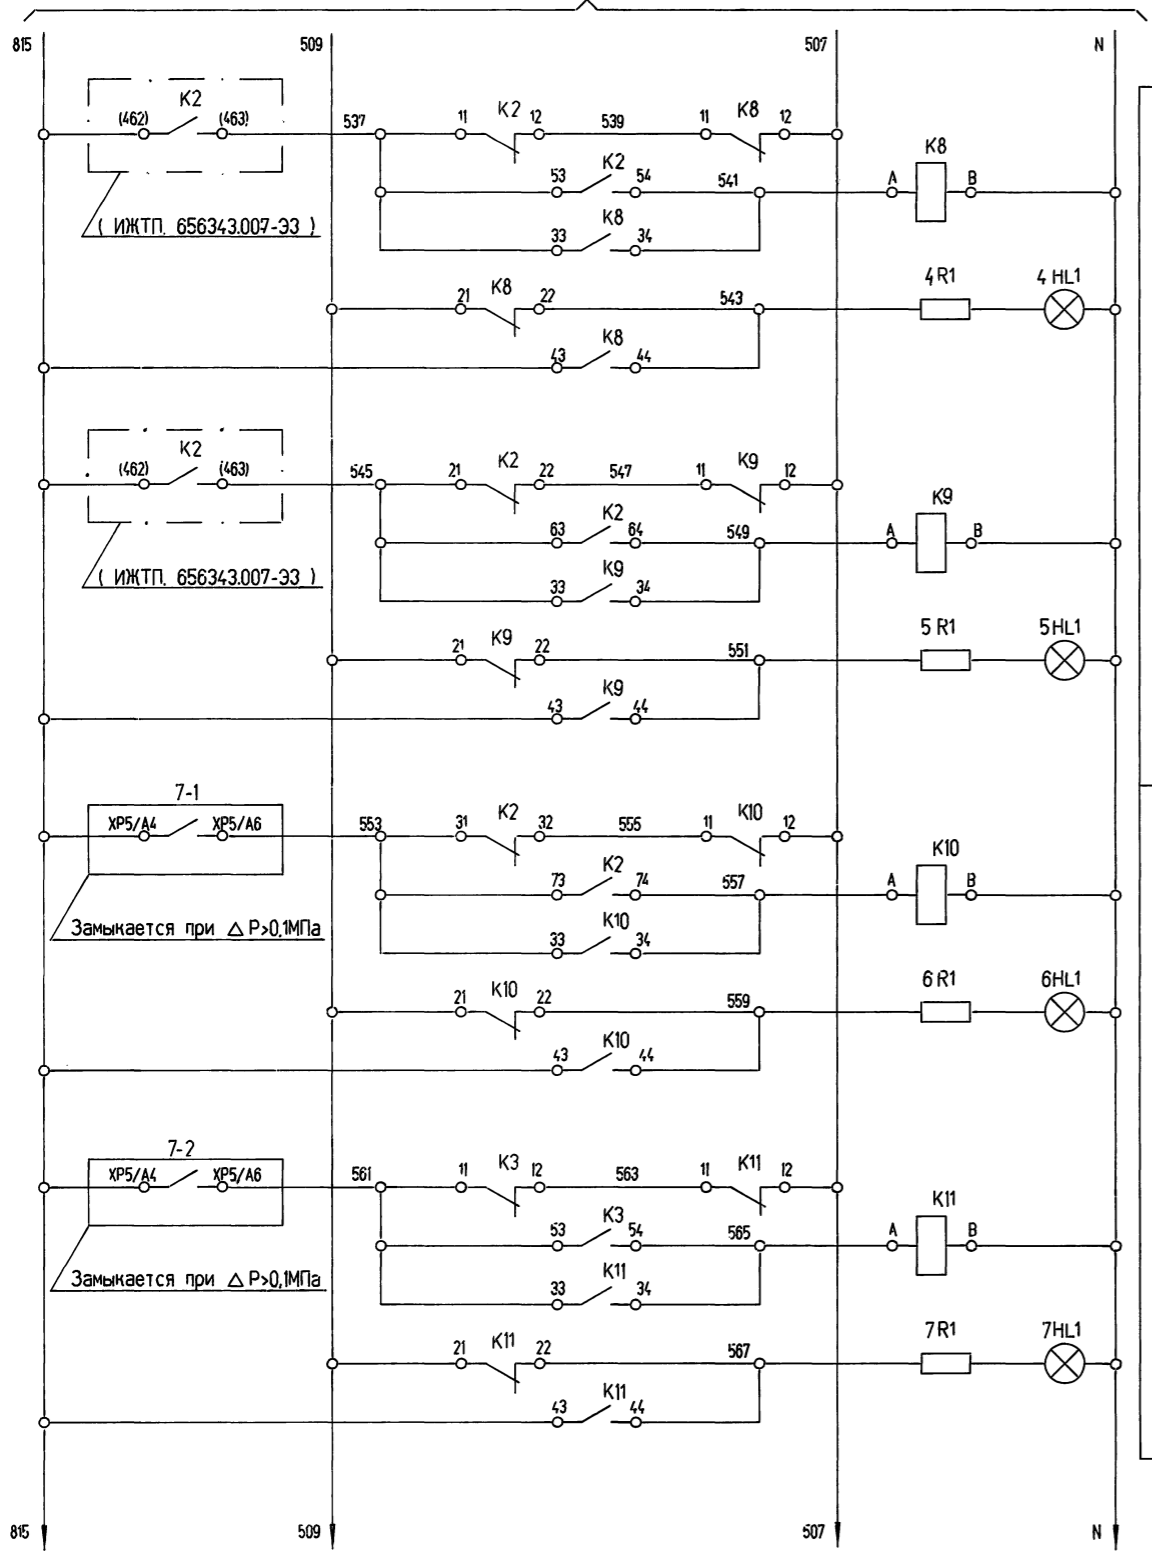 815 509 507 N
K2 K2 K8
(462) (463) 537 11 12 539 11 12
K8
K2
53 54 541 A B
( ИЖТП. 656343.007-ЭЗ )
K8
33 34
K8 4 R1 4 HL1
21 22 543
K8
43 44
K2 K2 K9
(462) (463) 545 21 22 547 11 12
K9
K2
63 64 549 A B
( ИЖТП. 656343.007-ЭЗ )
K9
33 34
K9 5 R1 5HL1
21 22 551
K9
43 44
7-1 K2 K10
XP5/A4 XP5/A6 553 31 32 555 11 12
K10
K2
73 74 557 A B
Замыкается при △ P>0,1МПа
K10
33 34
K10 6 R1 6HL1
21 22 559
K10
43 44
7-2 K3 K11
XP5/A4 XP5/A6 561 11 12 563 11 12
K11
K3
53 54 565 A B
Замыкается при △ P>0,1МПа
K11
33 34
K11 7 R1 7HL1
21 22 567
K11
43 44
815 509 507 N